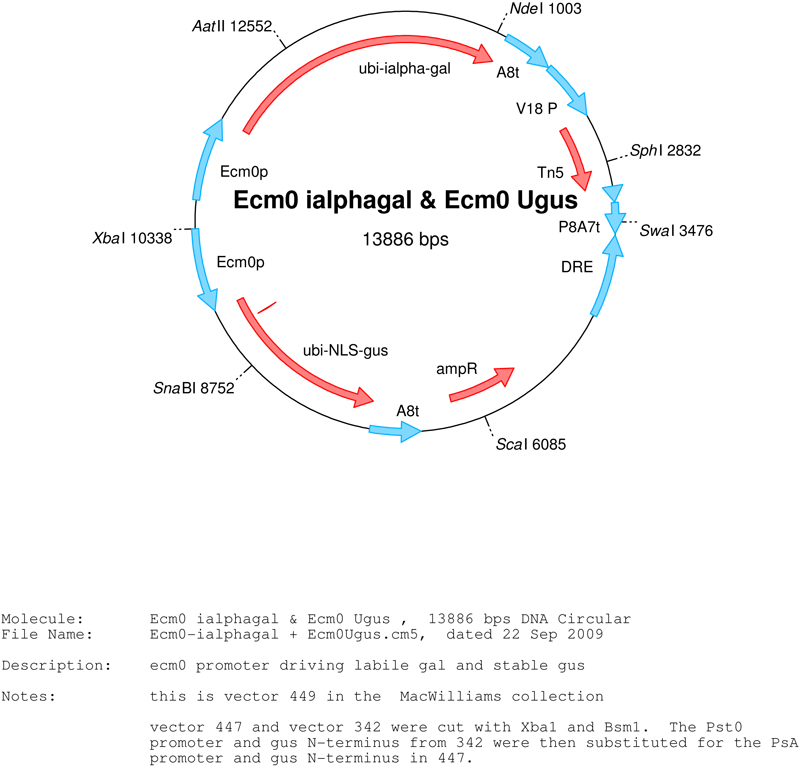 NdeI 1003
AatII 12552
ubi-ialpha-gal
A8t
V18 P
SphI 2832
Ecm0p
Tn5
Ecm0 ialphagal & Ecm0 Ugus
P8A7t
SwaI 3476
XbaI 10338
13886 bps
Ecm0p
DRE
ubi-NLS-gus
ampR
SnaBI 8752
A8t
ScaI 6085
Molecule: Ecm0 ialphagal & Ecm0 Ugus , 13886 bps DNA Circular
File Name: Ecm0-ialphagal + Ecm0Ugus.cm5, dated 22 Sep 2009
Description: ecm0 promoter driving labile gal and stable gus
Notes: this is vector 449 in the MacWilliams collection
vector 447 and vector 342 were cut with Xba1 and Bsm1. The Pst0
promoter and gus N-terminus from 342 were then substituted for the PsA
promoter and gus N-terminus in 447.